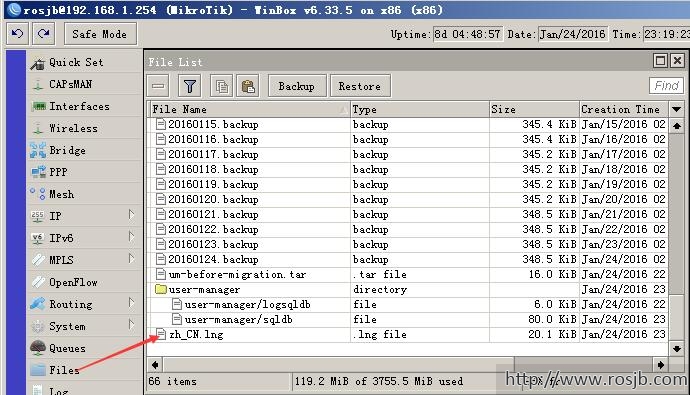 rosjb@192.168.1.254 (MikroTik) - WinBox v6.33.5 on x86 (x86)
Safe Mode Uptime: 8d 04:48:57 Date: Jan/24/2016 Time: 23:19:23
Quick Set
CAPsMAN
Interfaces
Wireless
Bridge
PPP
Mesh
IP
IPv6
MPLS
OpenFlow
Routing
System
Queues
Files
Log
File List
Backup Restore Find
File Name Type Size Creation Time
20160115.backup backup 345.4 KiB Jan/15/2016 02
20160116.backup backup 345.4 KiB Jan/16/2016 02
20160117.backup backup 345.2 KiB Jan/17/2016 02
20160118.backup backup 345.2 KiB Jan/18/2016 02
20160119.backup backup 345.2 KiB Jan/19/2016 02
20160120.backup backup 345.2 KiB Jan/20/2016 02
20160121.backup backup 348.5 KiB Jan/21/2016 02
20160122.backup backup 348.5 KiB Jan/22/2016 02
20160123.backup backup 348.5 KiB Jan/23/2016 02
20160124.backup backup 348.5 KiB Jan/24/2016 02
um-before-migration.tar .tar file 16.0 KiB Jan/24/2016 22
user-manager directory Jan/24/2016 23
user-manager/logsqldb file 6.0 KiB Jan/24/2016 22
user-manager/sqldb file 80.0 KiB Jan/24/2016 23
zh_CN.lng .lng file 20.1 KiB Jan/24/2016 23
66 items 119.2 MiB of 3755.5 MiB used
http://www.rosjb.com